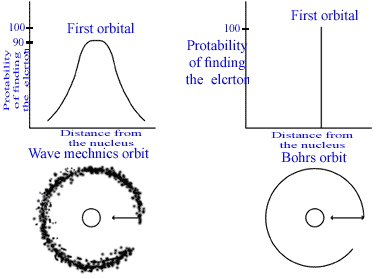 First orbital
100
90
Protability
of finding
the elcrton
Distance from
the nucleus
Wave mechnics orbit
First orbital
100
Protability
of finding
the elcrton
Distance from
the nucleus
Bohrs orbit